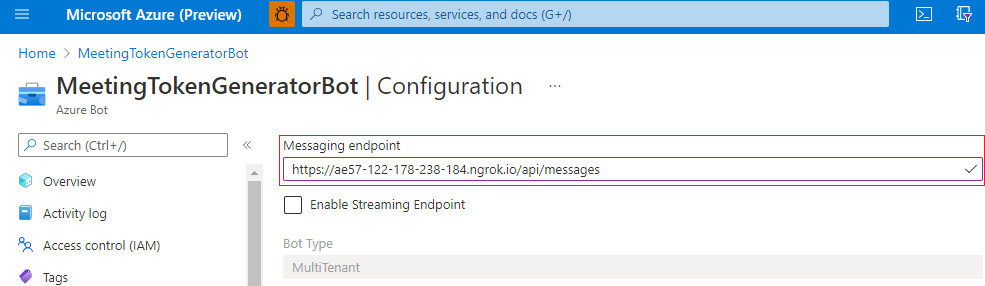 Microsoft Azure (Preview)
Search resources, services, and docs (G+/)
Home > MeetingTokenGeneratorBot
MeetingTokenGeneratorBot | Configuration ...
Azure Bot
Search (Ctrl+/) «
Overview
Activity log
Access control (IAM)
Tags
Messaging endpoint
https://ae57-122-178-238-184.ngrok.io/api/messages
Enable Streaming Endpoint
Bot Type
MultiTenant